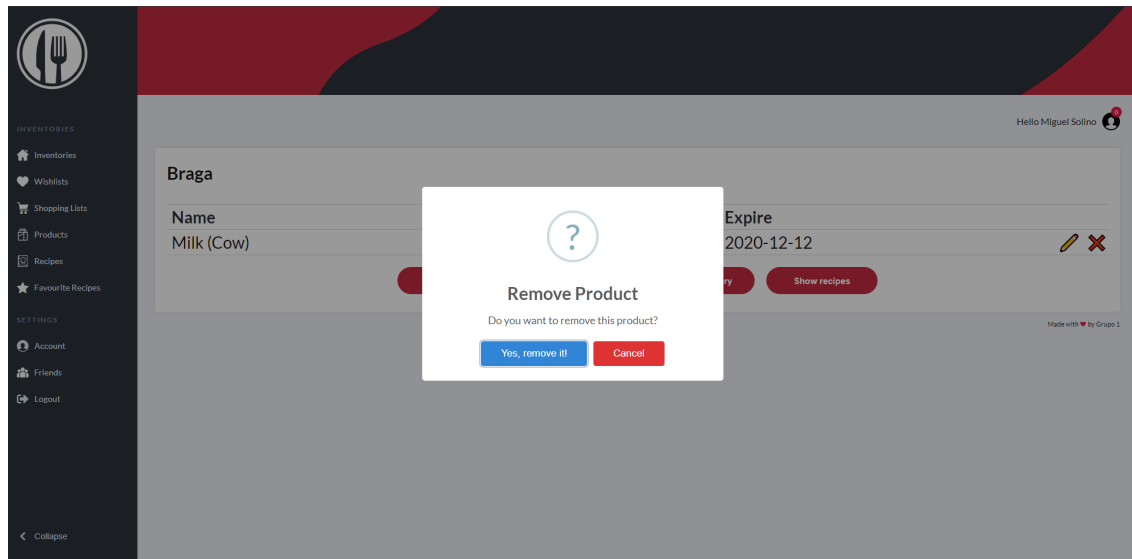 INVENTORIES
Inventories
Wishlists
Shopping Lists
Products
Recipes
Favourite Recipes
SETTINGS
Account
Friends
Logout
Collapse
Hello Miguel Solino
0
Braga
Name Expire
Milk (Cow) 2020-12-12
Show recipes
?
Remove Product
Do you want to remove this product?
Yes, remove it! Cancel
Made with ♥ by Grupo 1